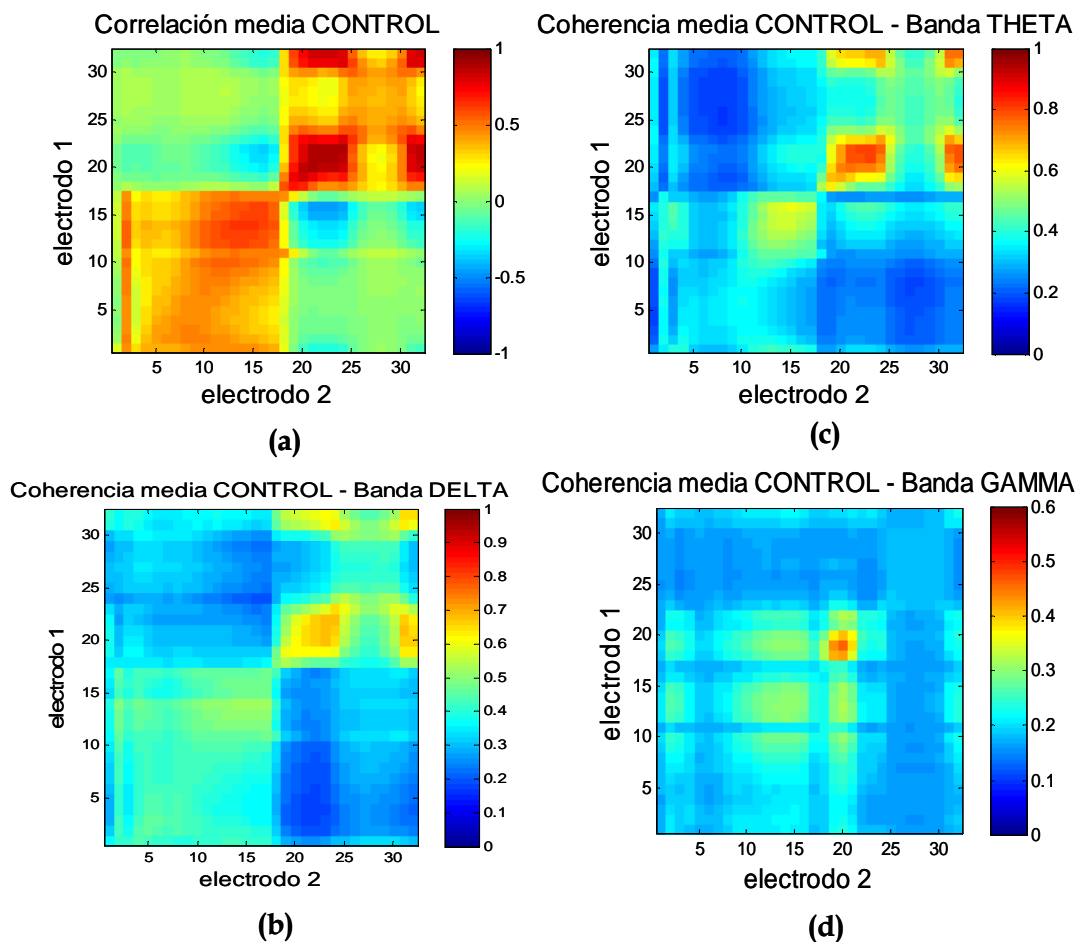 Correlación media CONTROL
1
0.5
0
-0.5
-1
30
25
20
15
10
5
electrodo 1
5 10 15 20 25 30
electrodo 2
(a)
Coherencia media CONTROL - Banda THETA
1
0.8
0.6
0.4
0.2
0
30
25
20
15
10
5
electrodo 1
5 10 15 20 25 30
electrodo 2
(c)
Coherencia media CONTROL - Banda DELTA
1
0.9
0.8
0.7
0.6
0.5
0.4
0.3
0.2
0.1
0
30
25
20
15
10
5
electrodo 1
5 10 15 20 25 30
electrodo 2
(b)
Coherencia media CONTROL - Banda GAMMA
0.6
0.5
0.4
0.3
0.2
0.1
0
30
25
20
15
10
5
electrodo 1
5 10 15 20 25 30
electrodo 2
(d)